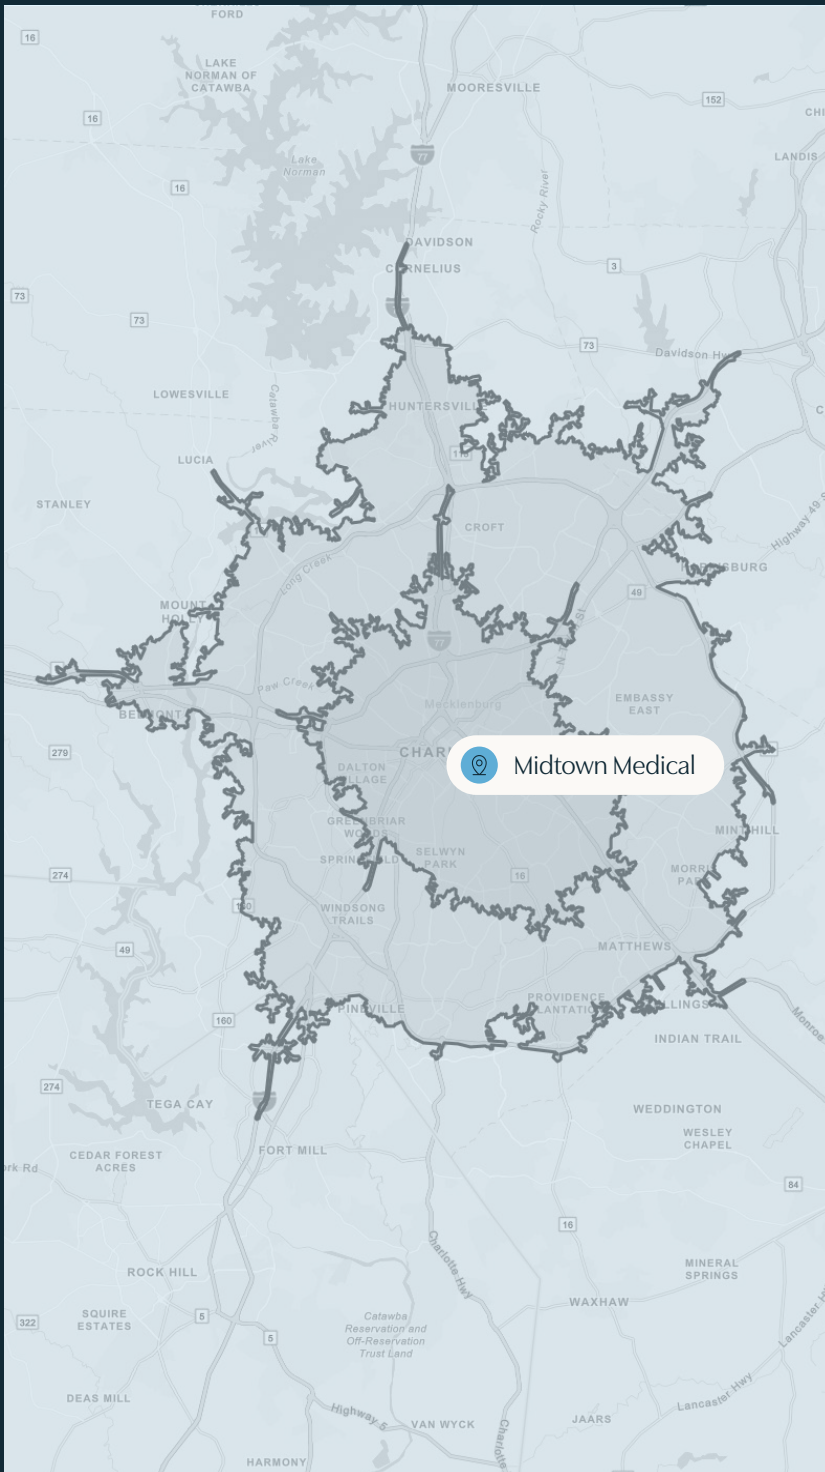 FORD
16
LAKE
NORMAN OF
CATAWBA
MOORESVILLE
152
16
77
LANDIS
Lake
Norman
16
Rocky River
DAVIDSON
CORNELIUS
3
73
73
73
Davidson Hwy
LOWESVILLE
Catawba River
HUNTERSVILLE
LUCIA
STANLEY
CROFT
Highway 49 S
Long Creek
49
MOUNT
HOLLY
77
Paw Creek
EMBASSY
EAST
Mecklenburg
BELMONT
279
Midtown Medical
DALTON
VILLAGE
GREENBRIAR
WOODS
MINT HILL
SELWYN
PARK
274
16
WINDSONG
TRAILS
49
MATTHEWS
160
PINEVILLE
PROVIDENCE
PLANTATION
INDIAN TRAIL
274
TEGA CAY
WEDDINGTON
WESLEY
CHAPEL
CEDAR FOREST
ACRES
FORT MILL
rk Rd
84
16
Charlotte Hwy
ROCK HILL
MINERAL
SPRINGS
WAXHAW
SQUIRE
ESTATES
322
5
5
Catawba
Reservation and
Off-Reservation
Trust Land
DEAS MILL
Lancaster Hwy
Highway 5
VAN WYCK
JAARS
Charlotte
HARMONY